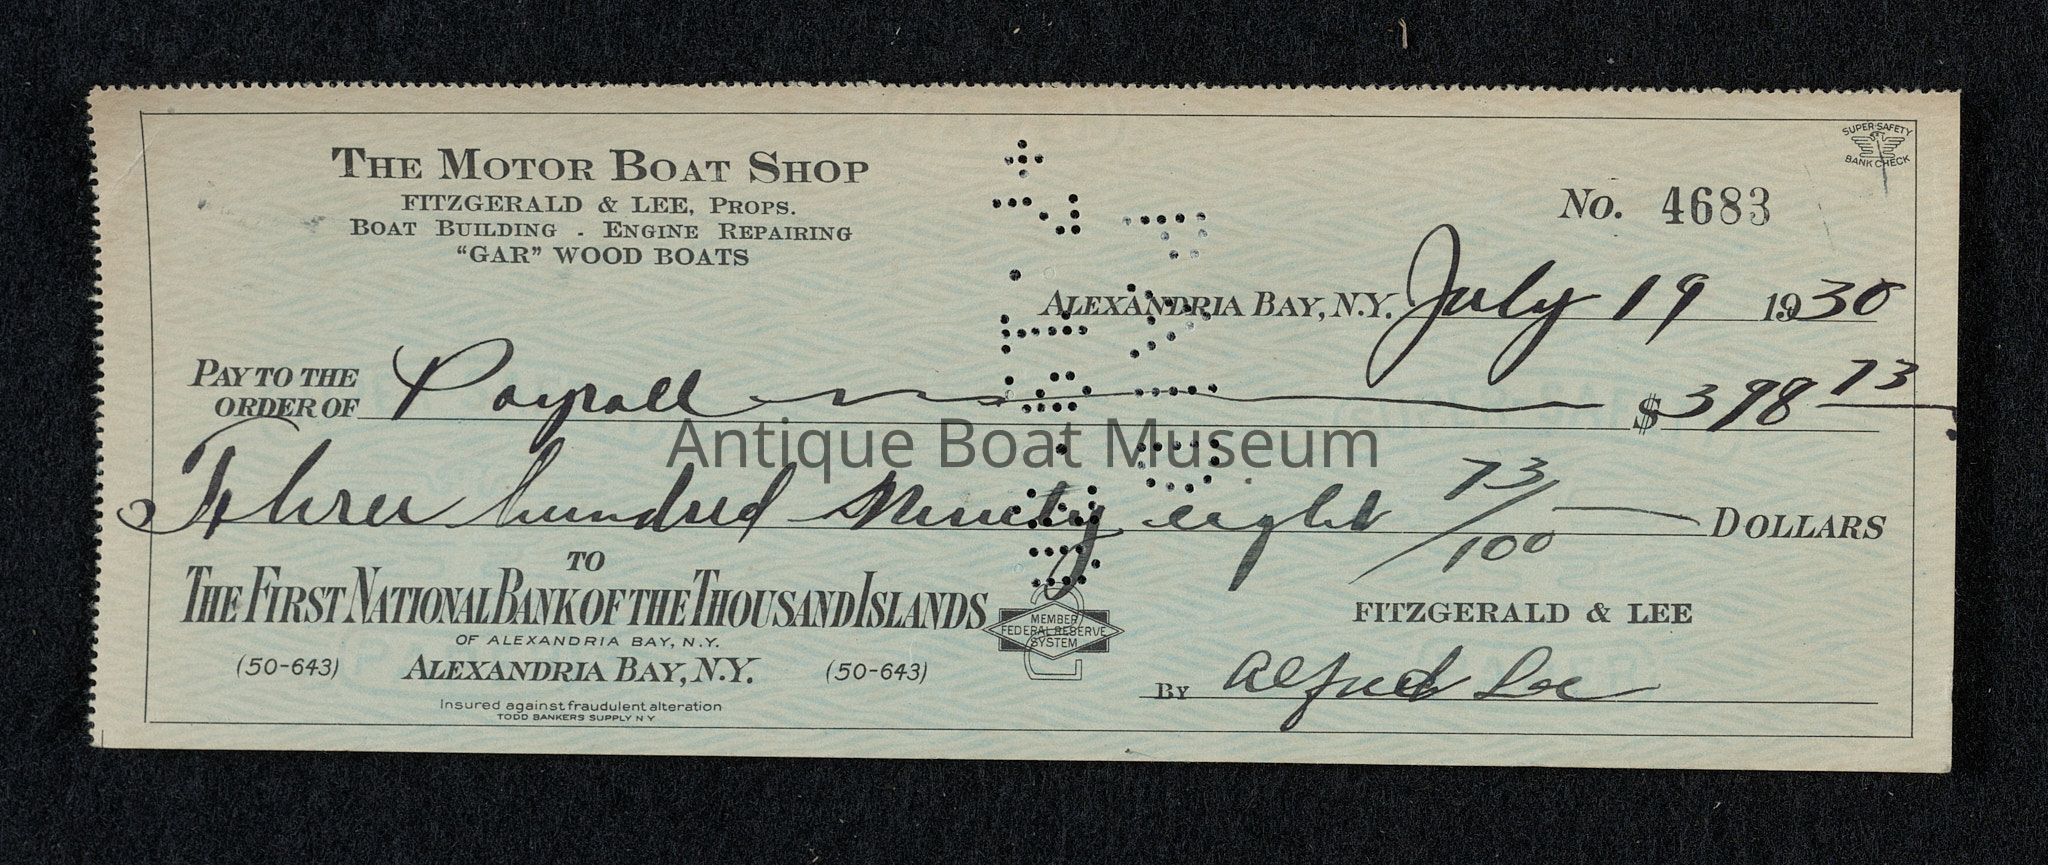 THE MOTOR BOAT SHOP
FITZGERALD & LEE, PROPS.
BOAT BUILDING - ENGINE REPAIRING
"GAR" WOOD BOATS
SUPER-SAFETY
BANK CHECK
No. 4683
ALEXANDRIA BAY, N.Y. July 19 1930
PAY TO THE
ORDER OF Payroll $398 73
Antique Boat Museum
Three hundred Ninety eight 73/100 DOLLARS
TO
THE FIRST NATIONAL BANK OF THE THOUSAND ISLANDS
OF ALEXANDRIA BAY, N.Y.
(50-643) ALEXANDRIA BAY, N.Y. (50-643)
Insured against fraudulent alteration
TODD BANKERS SUPPLY N Y
MEMBER
FEDERAL RESERVE
SYSTEM
FITZGERALD & LEE
BY Alfred Lee